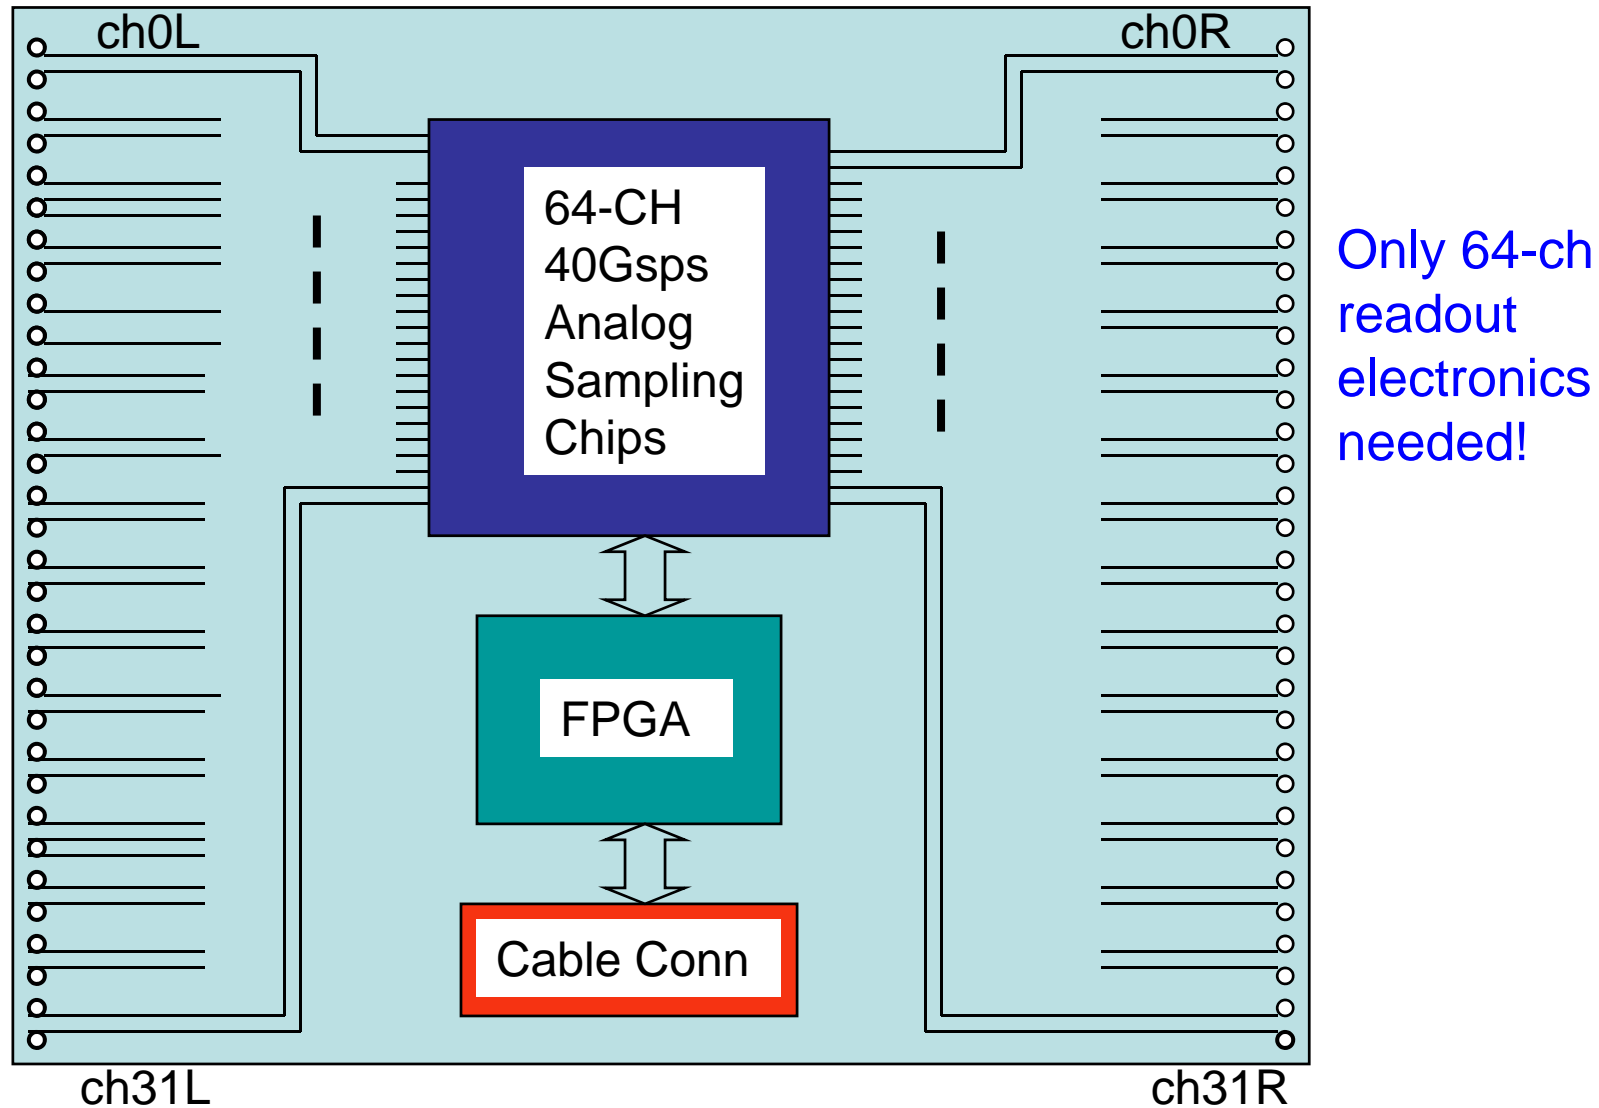 ch0L
ch0R
64-CH
40Gsps
Analog
Sampling
Chips
Only 64-ch
readout
electronics
needed!
FPGA
Cable Conn
ch31L
ch31R